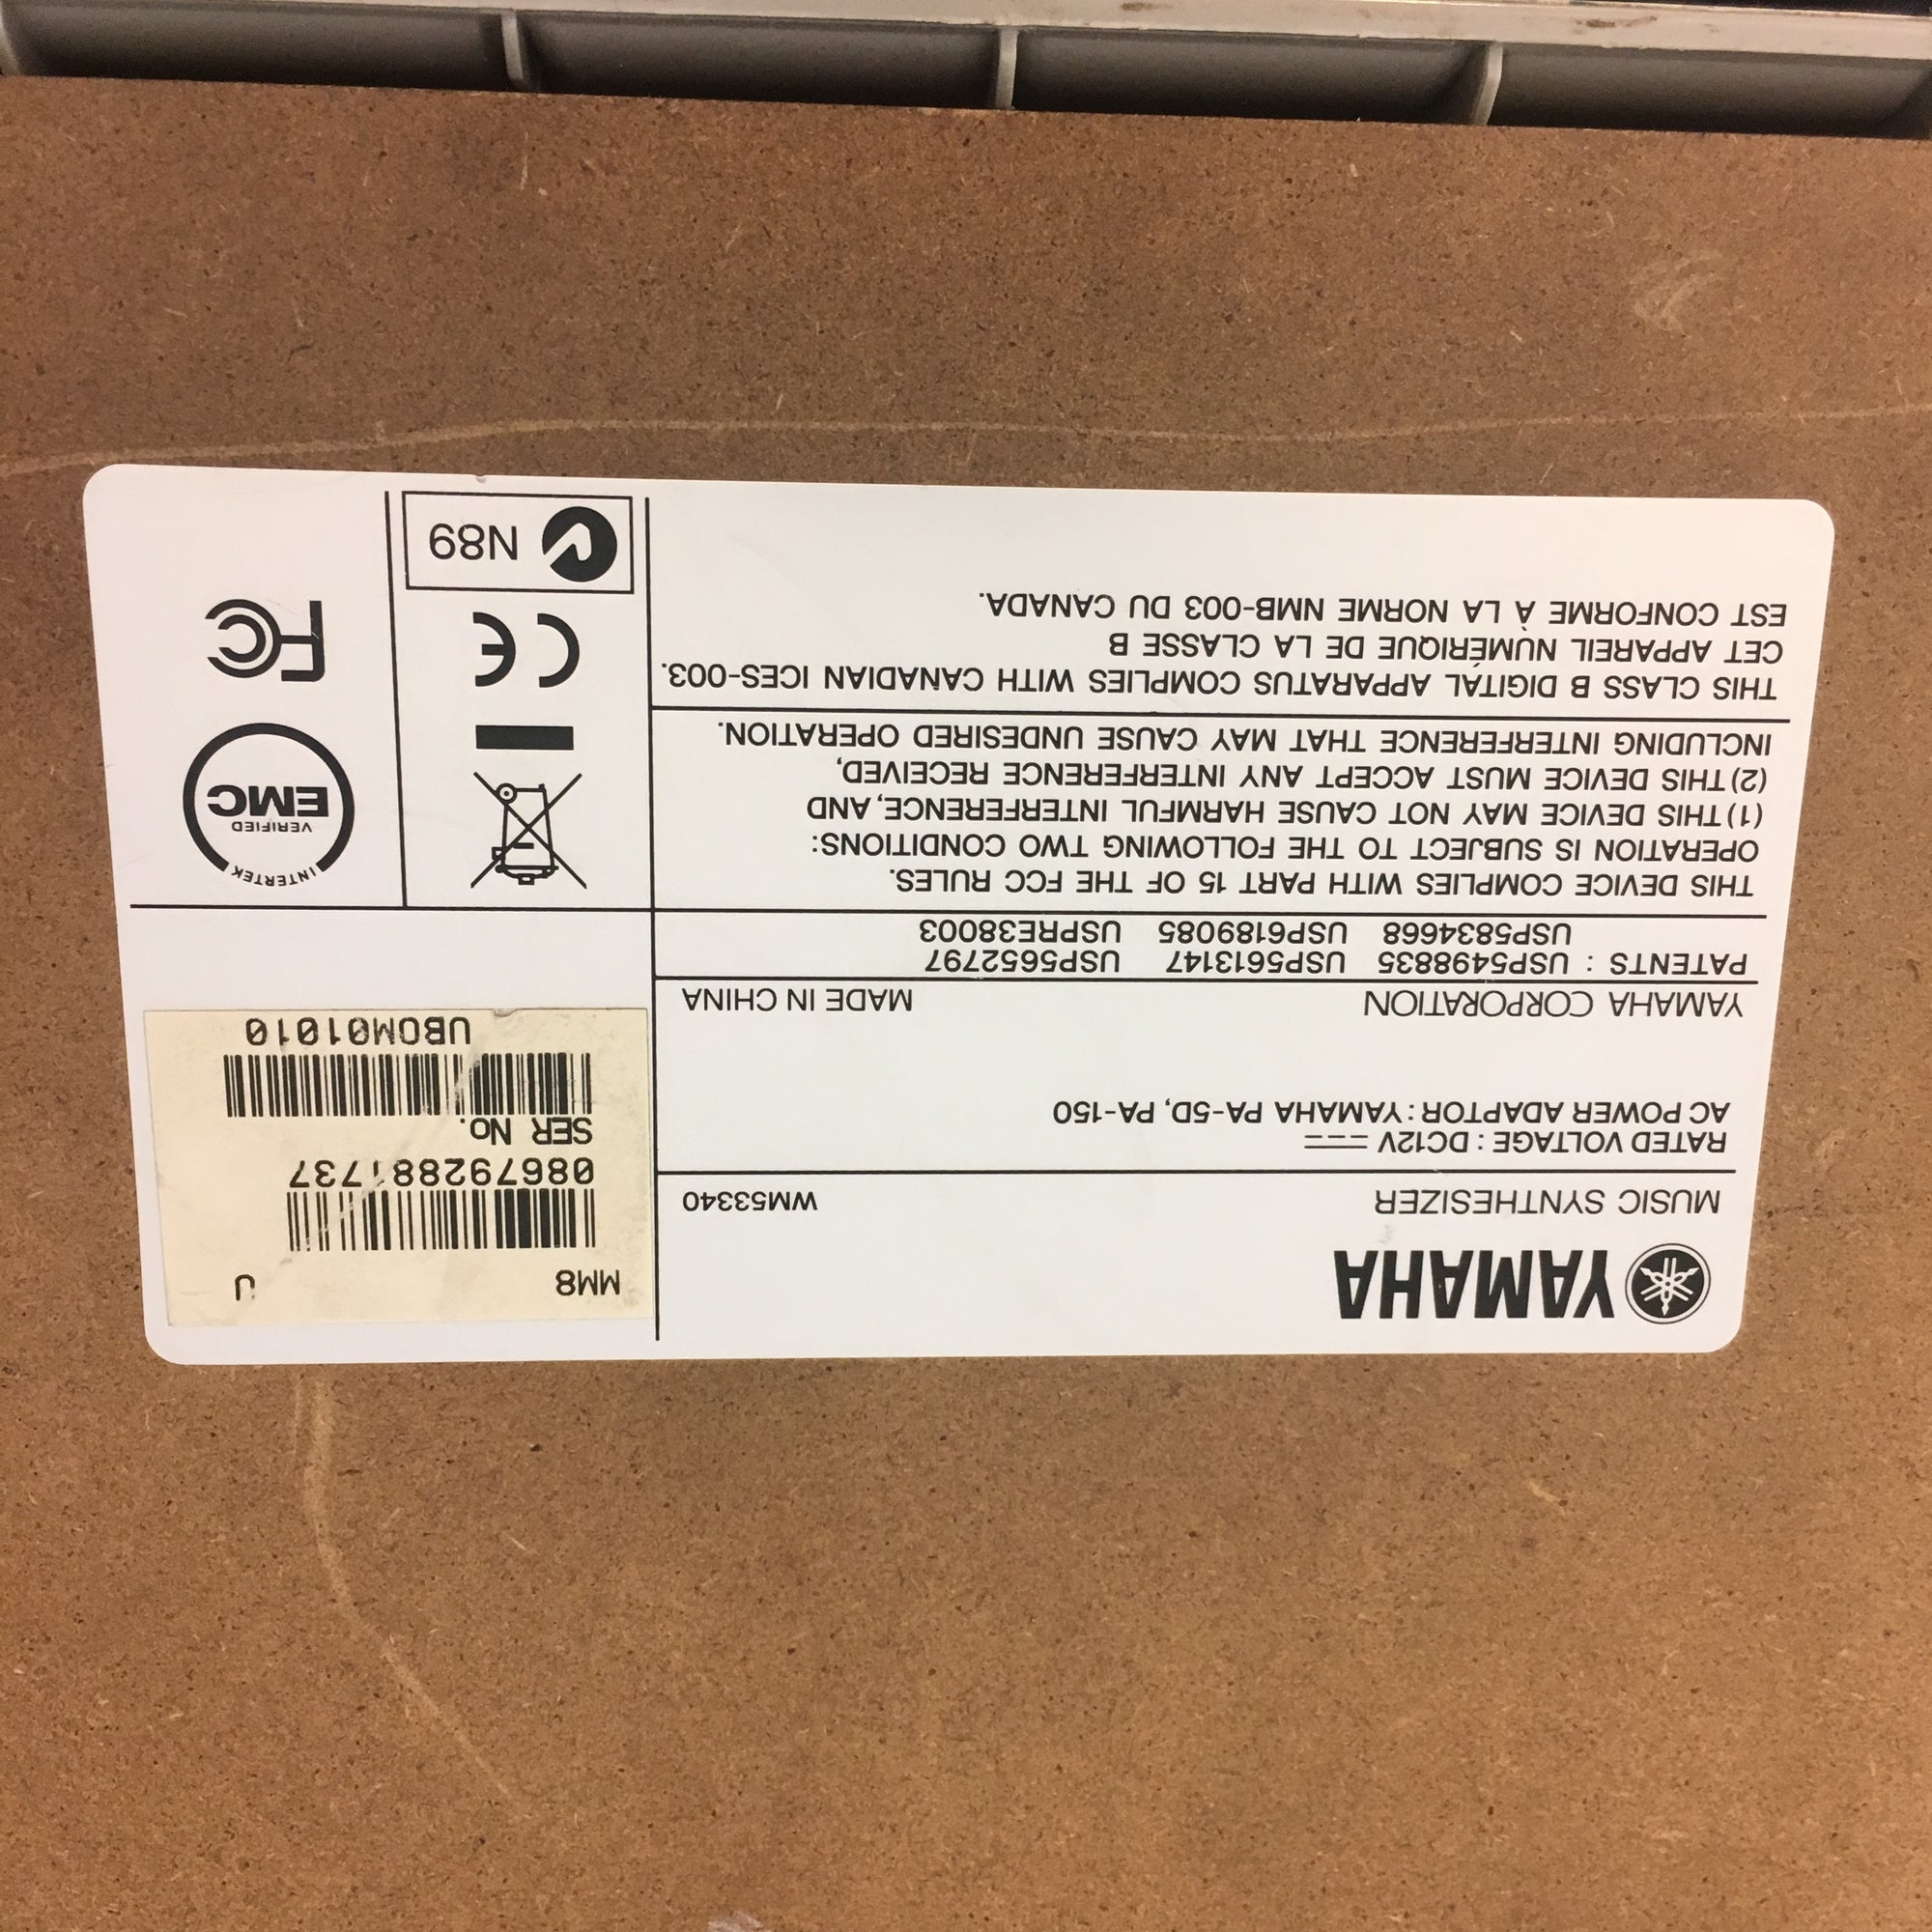 YAMAHA
MUSIC SYNTHESIZER WM53340
RATED VOLTAGE : DC12V
AC POWER ADAPTOR : YAMAHA PA-5D, PA-150
YAMAHA CORPORATION MADE IN CHINA
PATENTS : USP5498835 USP5613147 USP5652797
USP5834668 USP6189085 USPRE38003
THIS DEVICE COMPLIES WITH PART 15 OF THE FCC RULES.
OPERATION IS SUBJECT TO THE FOLLOWING TWO CONDITIONS:
(1) THIS DEVICE MAY NOT CAUSE HARMFUL INTERFERENCE, AND
(2) THIS DEVICE MUST ACCEPT ANY INTERFERENCE RECEIVED,
INCLUDING INTERFERENCE THAT MAY CAUSE UNDESIRED OPERATION.
THIS CLASS B DIGITAL APPARATUS COMPLIES WITH CANADIAN ICES-003.
CET APPAREIL NUMÉRIQUE DE LA CLASSE B
EST CONFORME À LA NORME NMB-003 DU CANADA.
MM8 U
086792881737
SER No.
UBOM01010
INTERTEK
VERIFIED
EMC
FC
CE
N89